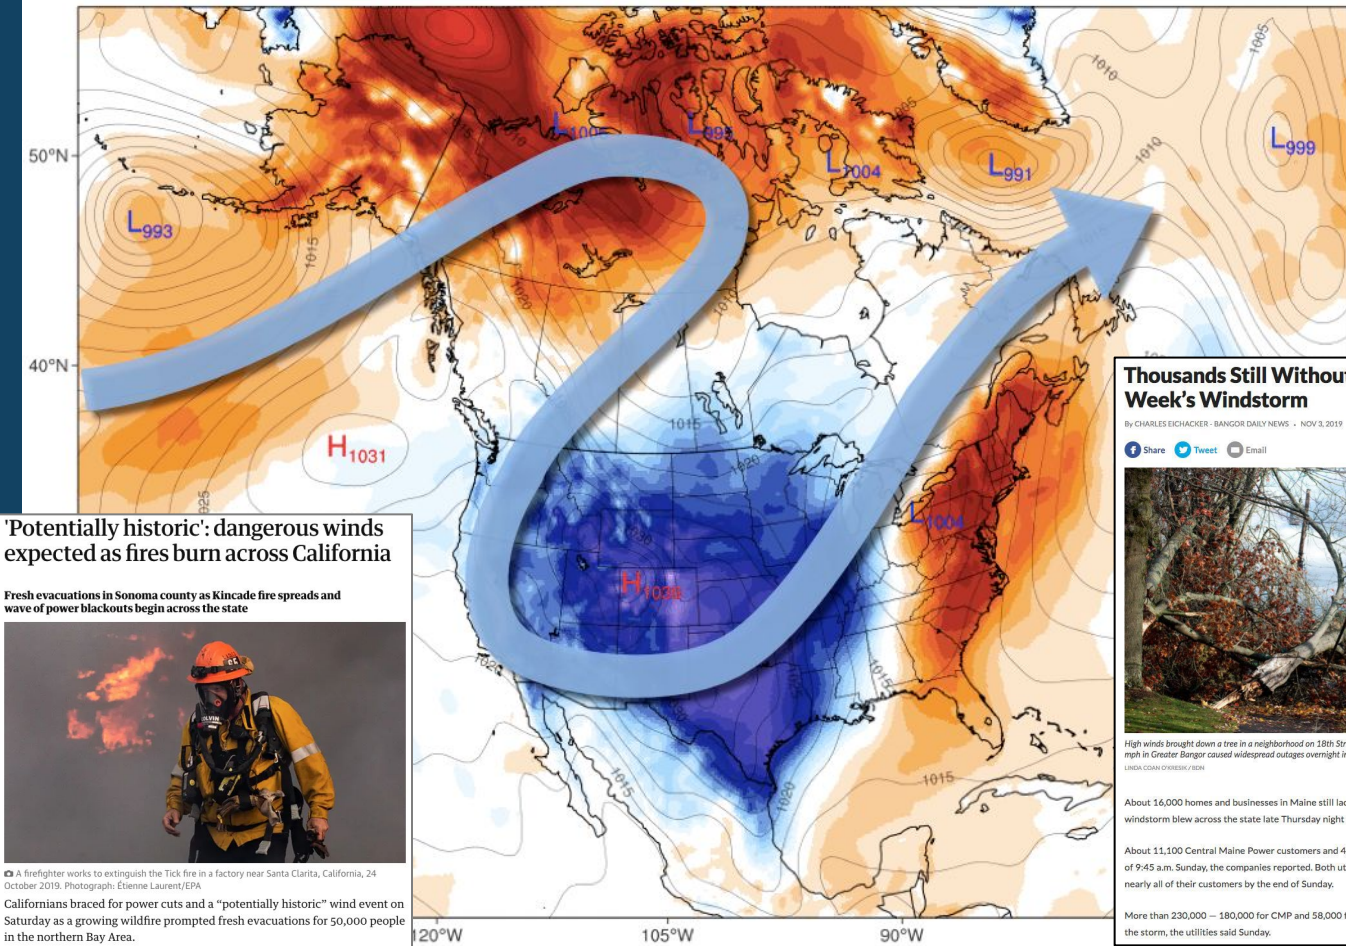 50°N
40°N
120°W
105°W
90°W
L993
L1004
L991
L999
H1031
L1004
1005
1010
1010
1015
1015
1010
1015
1020
1015
1020
1015
1015
1020
'Potentially historic': dangerous winds
expected as fires burn across California
Fresh evacuations in Sonoma county as Kincade fire spreads and
wave of power blackouts begin across the state
A firefighter works to extinguish the Tick fire in a factory near Santa Clarita, California, 24
October 2019. Photograph: Étienne Laurent/EPA
Californians braced for power cuts and a “potentially historic” wind event on
Saturday as a growing wildfire prompted fresh evacuations for 50,000 people
in the northern Bay Area.
Thousands Still Without
Week’s Windstorm
By CHARLES EICHACKER - BANGOR DAILY NEWS • NOV 3, 2019
Share Tweet Email
High winds brought down a tree in a neighborhood on 18th Str
mph in Greater Bangor caused widespread outages overnight i
LINDA COAN O'KRESIK / BDN
About 16,000 homes and businesses in Maine still la
windstorm blew across the state late Thursday night
About 11,100 Central Maine Power customers and 4
of 9:45 a.m. Sunday, the companies reported. Both ut
nearly all of their customers by the end of Sunday.
More than 230,000 — 180,000 for CMP and 58,000 f
the storm, the utilities said Sunday.